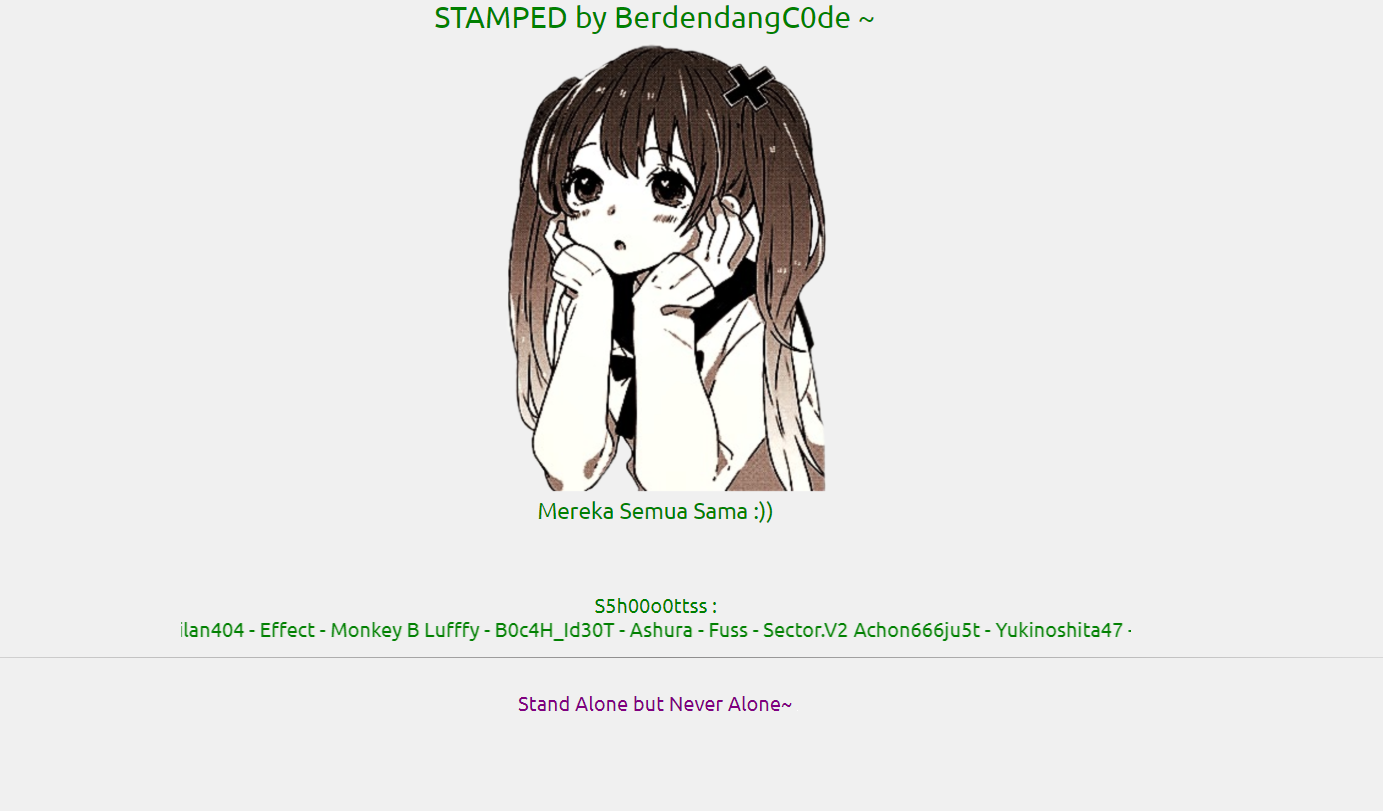 STAMPED by BerdendangC0de ~
Mereka Semua Sama :))
S5h00o0ttss :
ilan404 - Effect - Monkey B Lufffy - B0c4H_Id30T - Ashura - Fuss - Sector.V2 Achon666ju5t - Yukinoshita47 -
Stand Alone but Never Alone~